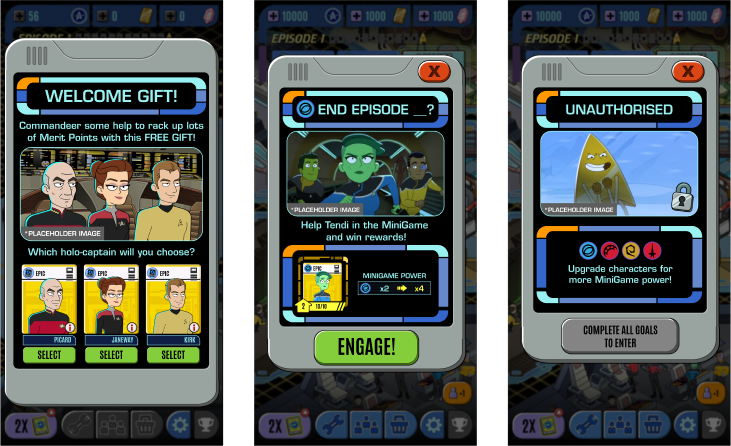 56
0
0
EPISODE I
WELCOME GIFT!
Commandeer some help to rack up lots
of Merit Points with this FREE GIFT!
*PLACEHOLDER IMAGE
Which holo-captain will you choose?
EPIC
EPIC
EPIC
PICARD
JANEWAY
KIRK
SELECT
SELECT
SELECT
2X
10000
1000
1000
EPISODE I
X
END EPISODE __?
*PLACEHOLDER IMAGE
Help Tendi in the MiniGame
and win rewards!
EPIC
2
10/10
MINIGAME POWER
x2
x4
ENGAGE!
2X
10000
1000
1000
EPISODE I
X
UNAUTHORISED
*PLACEHOLDER IMAGE
Upgrade characters for
more MiniGame power!
COMPLETE ALL GOALS
TO ENTER
2X